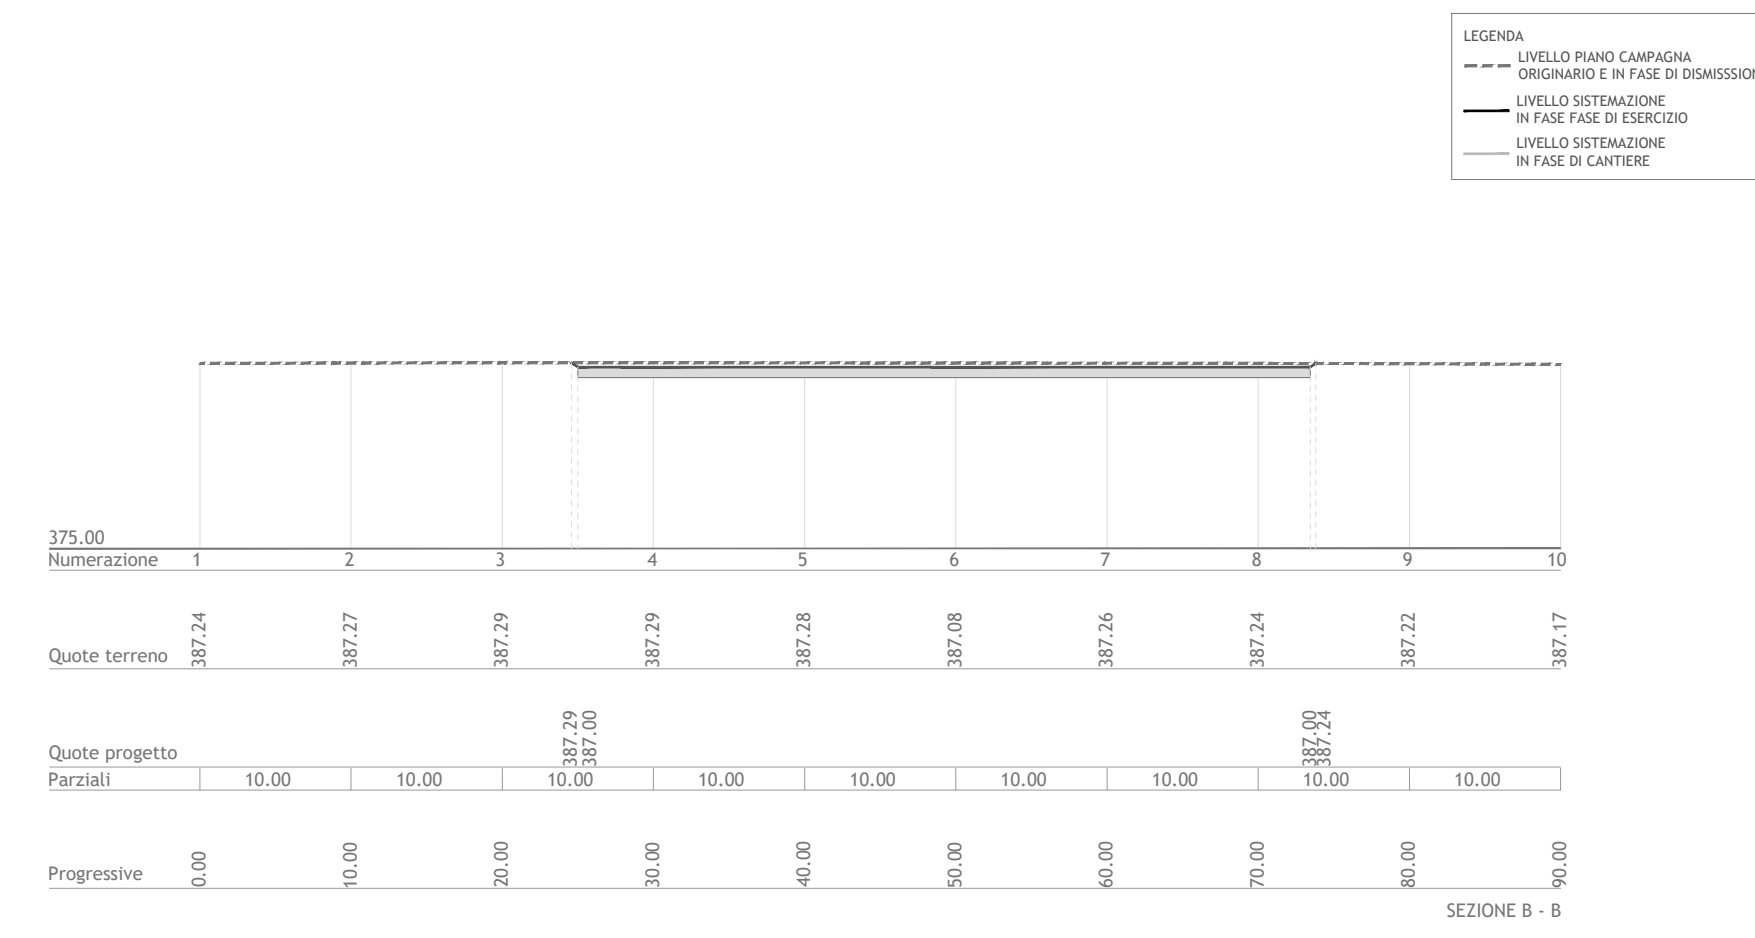 LEGENDA
LIVELLO PIANO CAMPAGNA
ORIGINARIO E IN FASE DI DISMISSSION
LIVELLO SISTEMAZIONE
IN FASE FASE DI ESERCIZIO
LIVELLO SISTEMAZIONE
IN FASE DI CANTIERE
375.00
Numerazione 1 2 3 4 5 6 7 8 9 10
Quote terreno 387.24 387.27 387.29 387.29 387.28 387.08 387.26 387.24 387.22 387.17
Quote progetto 387.29 387.00 387.00 387.24
Parziali 10.00 10.00 10.00 10.00 10.00 10.00 10.00 10.00 10.00
Progressive 0.00 10.00 20.00 30.00 40.00 50.00 60.00 70.00 80.00 90.00
SEZIONE B - B